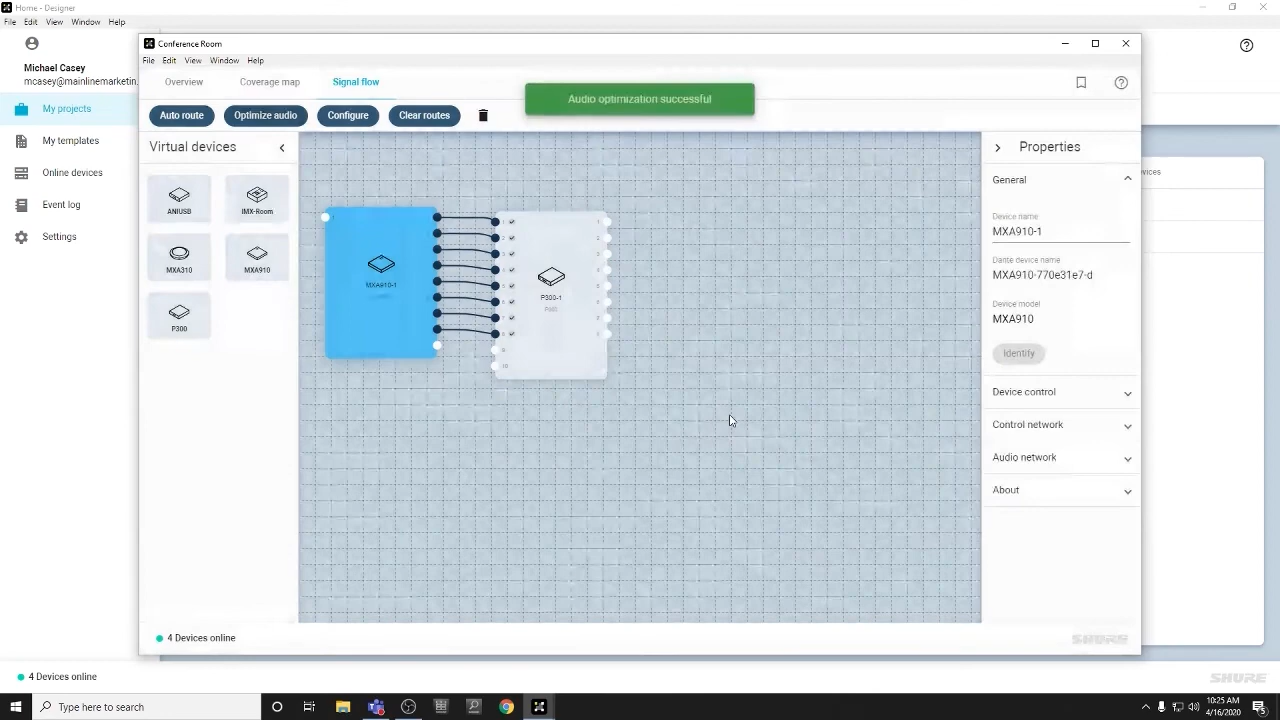 Home - Designer
File Edit View Window Help
Michael Casey
mcasey@mainlinemarketin
My projects
My templates
Online devices
Event log
Settings
Conference Room
File Edit View Window Help
Overview Coverage map Signal flow
Audio optimization successful
Auto route Optimize audio Configure Clear routes
Virtual devices
ANIUSB IMX-Room
MXA310 MXA910
P300
MXA910-1
P300-1
P300
10
Properties
General
Device name
MXA910-1
Dante device name
MXA910-770e31e7-d
Device model
MXA910
Identify
Device control
Control network
Audio network
About
4 Devices online
SHURE
vices
4 Devices online
SHURE
Type here to search
10:25 AM
4/16/2020